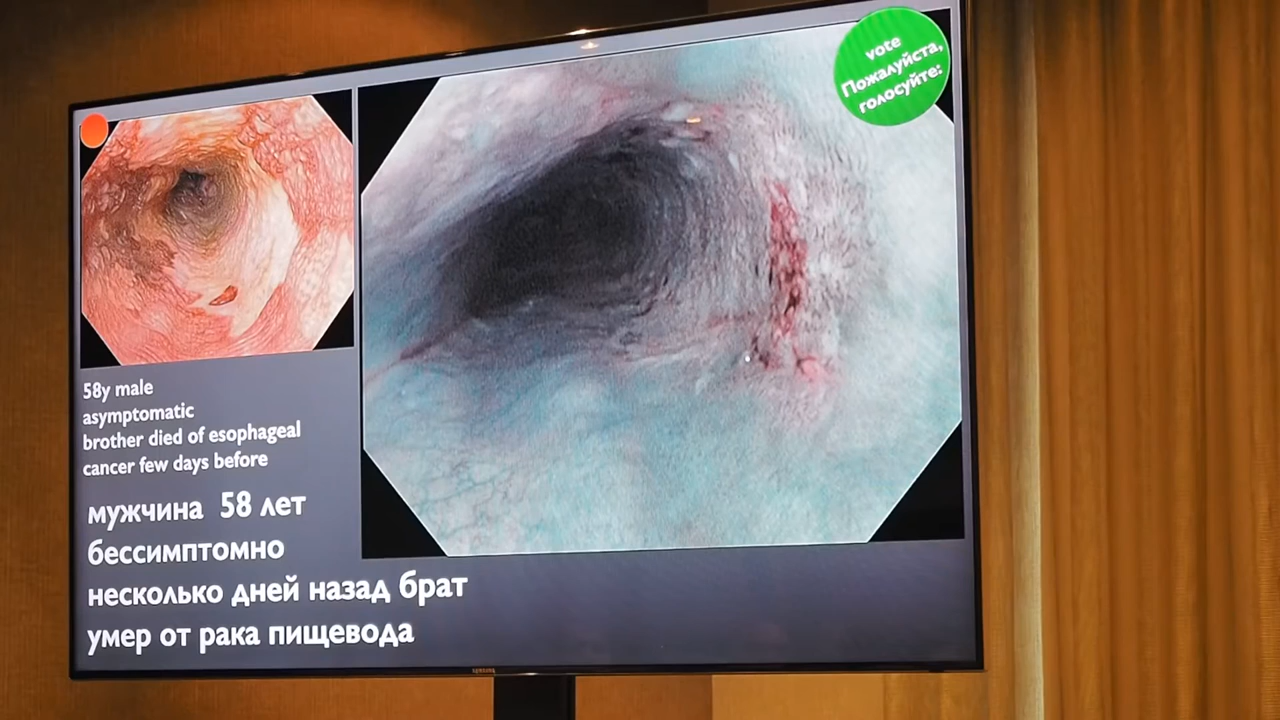 vote
Пожалуйста,
голосуйте:
58y male
asymptomatic
brother died of esophageal
cancer few days before
мужчина 58 лет
бессимптомно
несколько дней назад брат
умер от рака пищевода
SAMSUNG